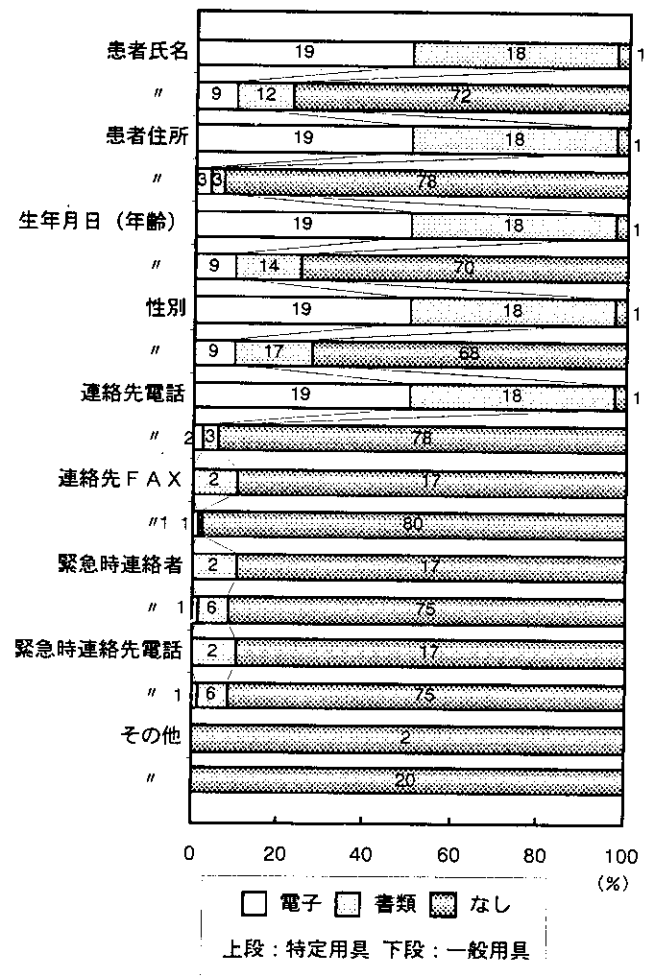 患者氏名 19 18 1
〃 9 12 72
患者住所 19 18 1
〃 3 3 78
生年月日（年齢） 19 18 1
〃 9 14 70
性別 19 18 1
〃 9 17 68
連絡先電話 19 18 1
〃 2 3 78
連絡先ＦＡＸ 2 17
〃 1 1 80
緊急時連絡者 2 17
〃 1 6 75
緊急時連絡先電話 2 17
〃 1 6 75
その他 2
〃 20
0 20 40 60 80 100
(%)
電子 書類 なし
上段：特定用具 下段：一般用具